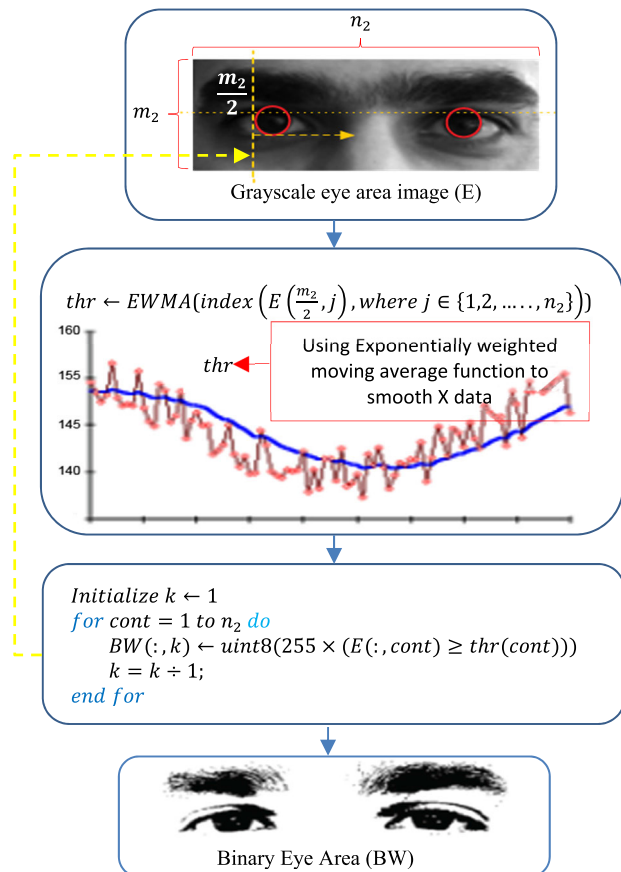 n₂
m₂/2
m₂
Grayscale eye area image (E)
thr ← EWMA(index(E(m₂/2, j), where j ∈ {1,2, … . . , n₂}))
160
155
145
140
thr
Using Exponentially weighted
moving average function to
smooth X data
Initialize k ← 1
for cont = 1 to n₂ do
BW(:, k) ← uint8(255 × (E(:, cont) ≥ thr(cont)))
k = k ÷ 1;
end for
Binary Eye Area (BW)